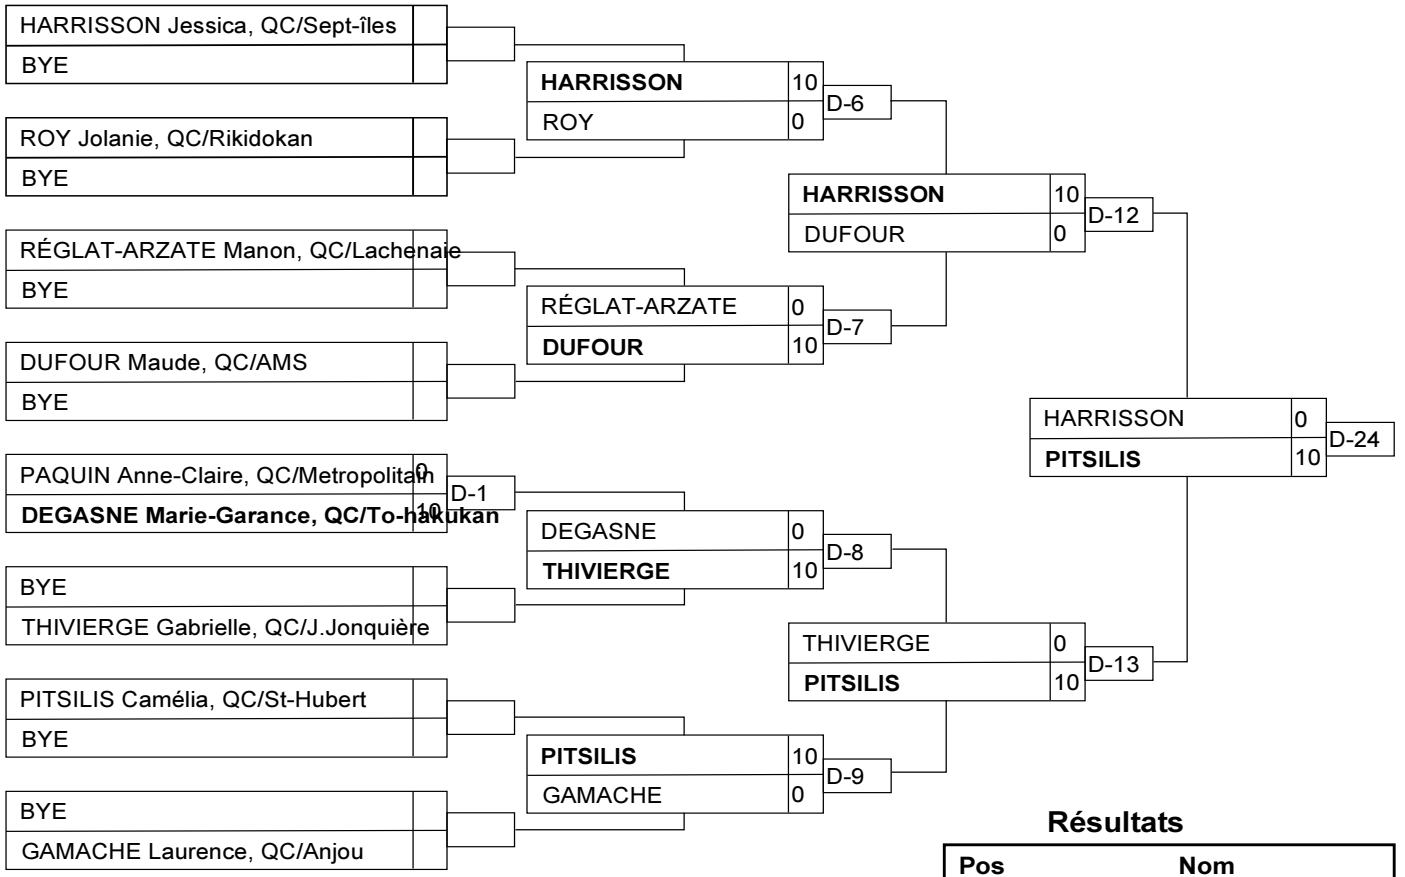 HARRISSON Jessica, QC/Sept-îles
BYE
ROY Jolanie, QC/Rikidokan
BYE
RÉGLAT-ARZATE Manon, QC/Lachenaie
BYE
DUFOUR Maude, QC/AMS
BYE
PAQUIN Anne-Claire, QC/Metropolitain 0
DEGASNE Marie-Garance, QC/To-hakukan 10
D-1
BYE
THIVIERGE Gabrielle, QC/J.Jonquière
PITSILIS Camélia, QC/St-Hubert
BYE
BYE
GAMACHE Laurence, QC/Anjou
HARRISSON 10
ROY 0
D-6
RÉGLAT-ARZATE 0
DUFOUR 10
D-7
DEGASNE 0
THIVIERGE 10
D-8
PITSILIS 10
GAMACHE 0
D-9
HARRISSON 10
DUFOUR 0
D-12
THIVIERGE 0
PITSILIS 10
D-13
HARRISSON 0
PITSILIS 10
D-24
Résultats
Pos Nom